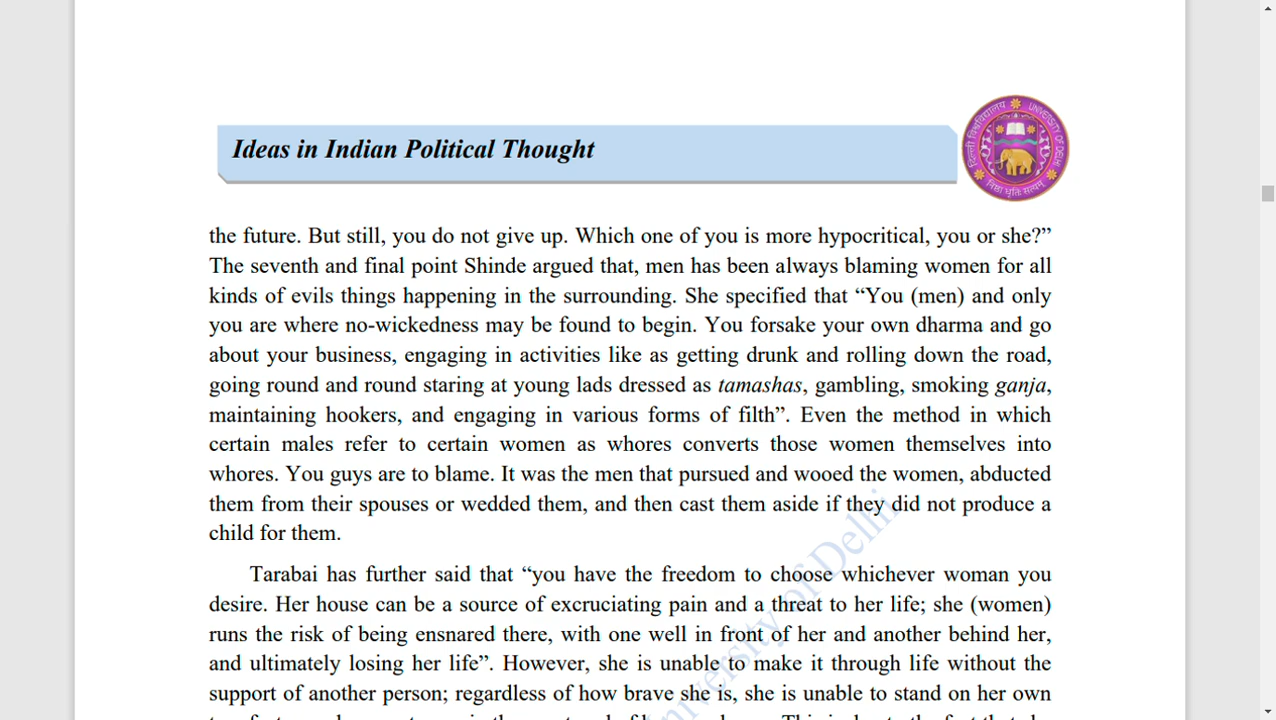 Ideas in Indian Political Thought
दिल्ली विश्वविद्यालय UNIVERSITY OF DELHI
निष्ठा धृति: सत्यम्
the future. But still, you do not give up. Which one of you is more hypocritical, you or she?”
The seventh and final point Shinde argued that, men has been always blaming women for all
kinds of evils things happening in the surrounding. She specified that “You (men) and only
you are where no-wickedness may be found to begin. You forsake your own dharma and go
about your business, engaging in activities like as getting drunk and rolling down the road,
going round and round staring at young lads dressed as tamashas, gambling, smoking ganja,
maintaining hookers, and engaging in various forms of filth”. Even the method in which
certain males refer to certain women as whores converts those women themselves into
whores. You guys are to blame. It was the men that pursued and wooed the women, abducted
them from their spouses or wedded them, and then cast them aside if they did not produce a
child for them.
Tarabai has further said that “you have the freedom to choose whichever woman you
desire. Her house can be a source of excruciating pain and a threat to her life; she (women)
runs the risk of being ensnared there, with one well in front of her and another behind her,
and ultimately losing her life”. However, she is unable to make it through life without the
support of another person; regardless of how brave she is, she is unable to stand on her own
University of Delhi